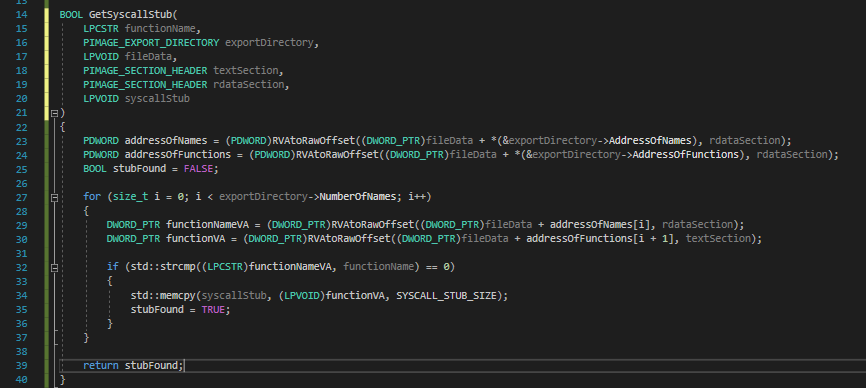 14 BOOL GetSyscallStub(
15 LPCSTR functionName,
16 PIMAGE_EXPORT_DIRECTORY exportDirectory,
17 LPVOID fileData,
18 PIMAGE_SECTION_HEADER textSection,
19 PIMAGE_SECTION_HEADER rdataSection,
20 LPVOID syscallStub
21 )
22 {
23 PDWORD addressOfNames = (PDWORD)RVAtoRawOffset((DWORD_PTR)fileData + *(&exportDirectory->AddressOfNames), rdataSection);
24 PDWORD addressOfFunctions = (PDWORD)RVAtoRawOffset((DWORD_PTR)fileData + *(&exportDirectory->AddressOfFunctions), rdataSection);
25 BOOL stubFound = FALSE;
26
27 for (size_t i = 0; i < exportDirectory->NumberOfNames; i++)
28 {
29 DWORD_PTR functionNameVA = (DWORD_PTR)RVAtoRawOffset((DWORD_PTR)fileData + addressOfNames[i], rdataSection);
30 DWORD_PTR functionVA = (DWORD_PTR)RVAtoRawOffset((DWORD_PTR)fileData + addressOfFunctions[i + 1], textSection);
31
32 if (std::strcmp((LPCSTR)functionNameVA, functionName) == 0)
33 {
34 std::memcpy(syscallStub, (LPVOID)functionVA, SYSCALL_STUB_SIZE);
35 stubFound = TRUE;
36 }
37 }
38
39 return stubFound;
40 }